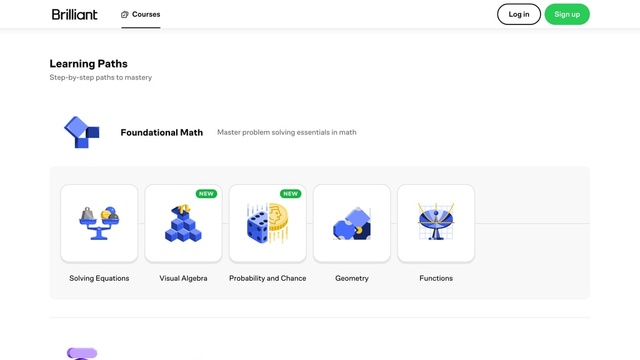 Brilliant
Courses
Log in
Sign up
Learning Paths
Step-by-step paths to mastery
Foundational Math
Master problem solving essentials in math
NEW
NEW
Solving Equations
Visual Algebra
Probability and Chance
Geometry
Functions